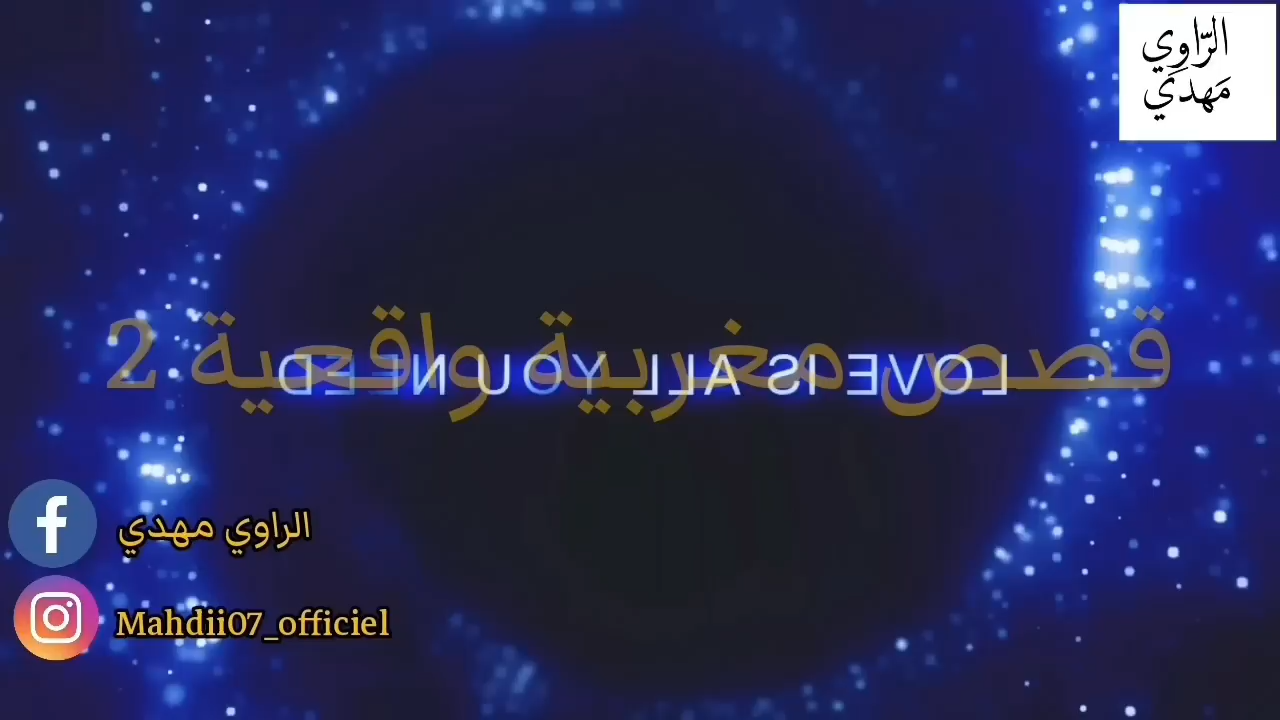 الرّاوِي
مَهدَي
قصص مغربية واقعية 2
LOVE IS ALL YOU NEED
الراوي مهدي
Mahdii07_officiel